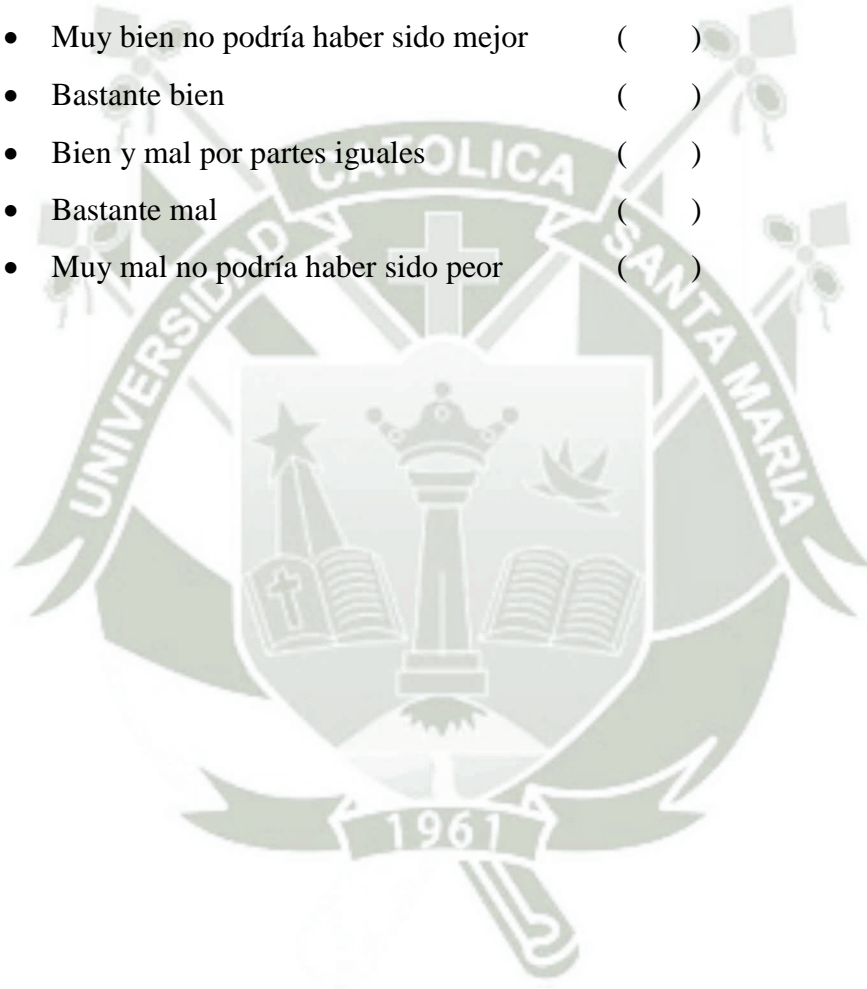 • Muy bien no podría haber sido mejor ( )
• Bastante bien ( )
• Bien y mal por partes iguales ( )
• Bastante mal ( )
• Muy mal no podría haber sido peor ( )
UNIVERSIDAD CATOLICA SANTA MARIA
1961